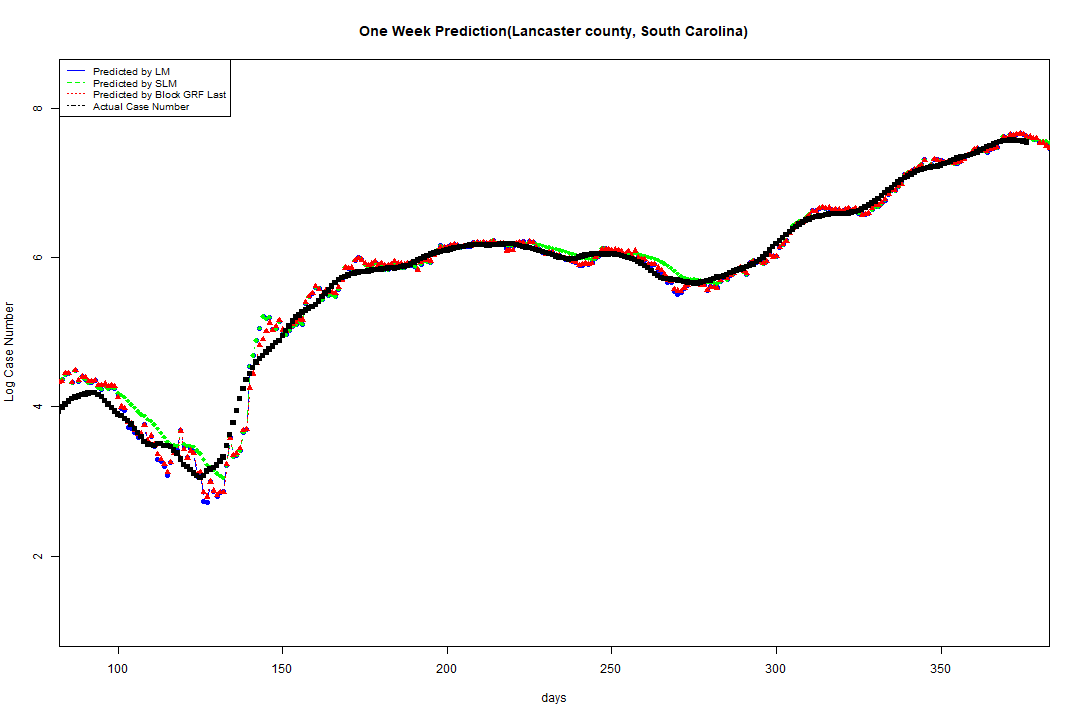 One Week Prediction(Lancaster county, South Carolina)
Predicted by LM
Predicted by SLM
Predicted by Block GRF Last
Actual Case Number
8
6
4
2
Log Case Number
100 150 200 250 300 350
days